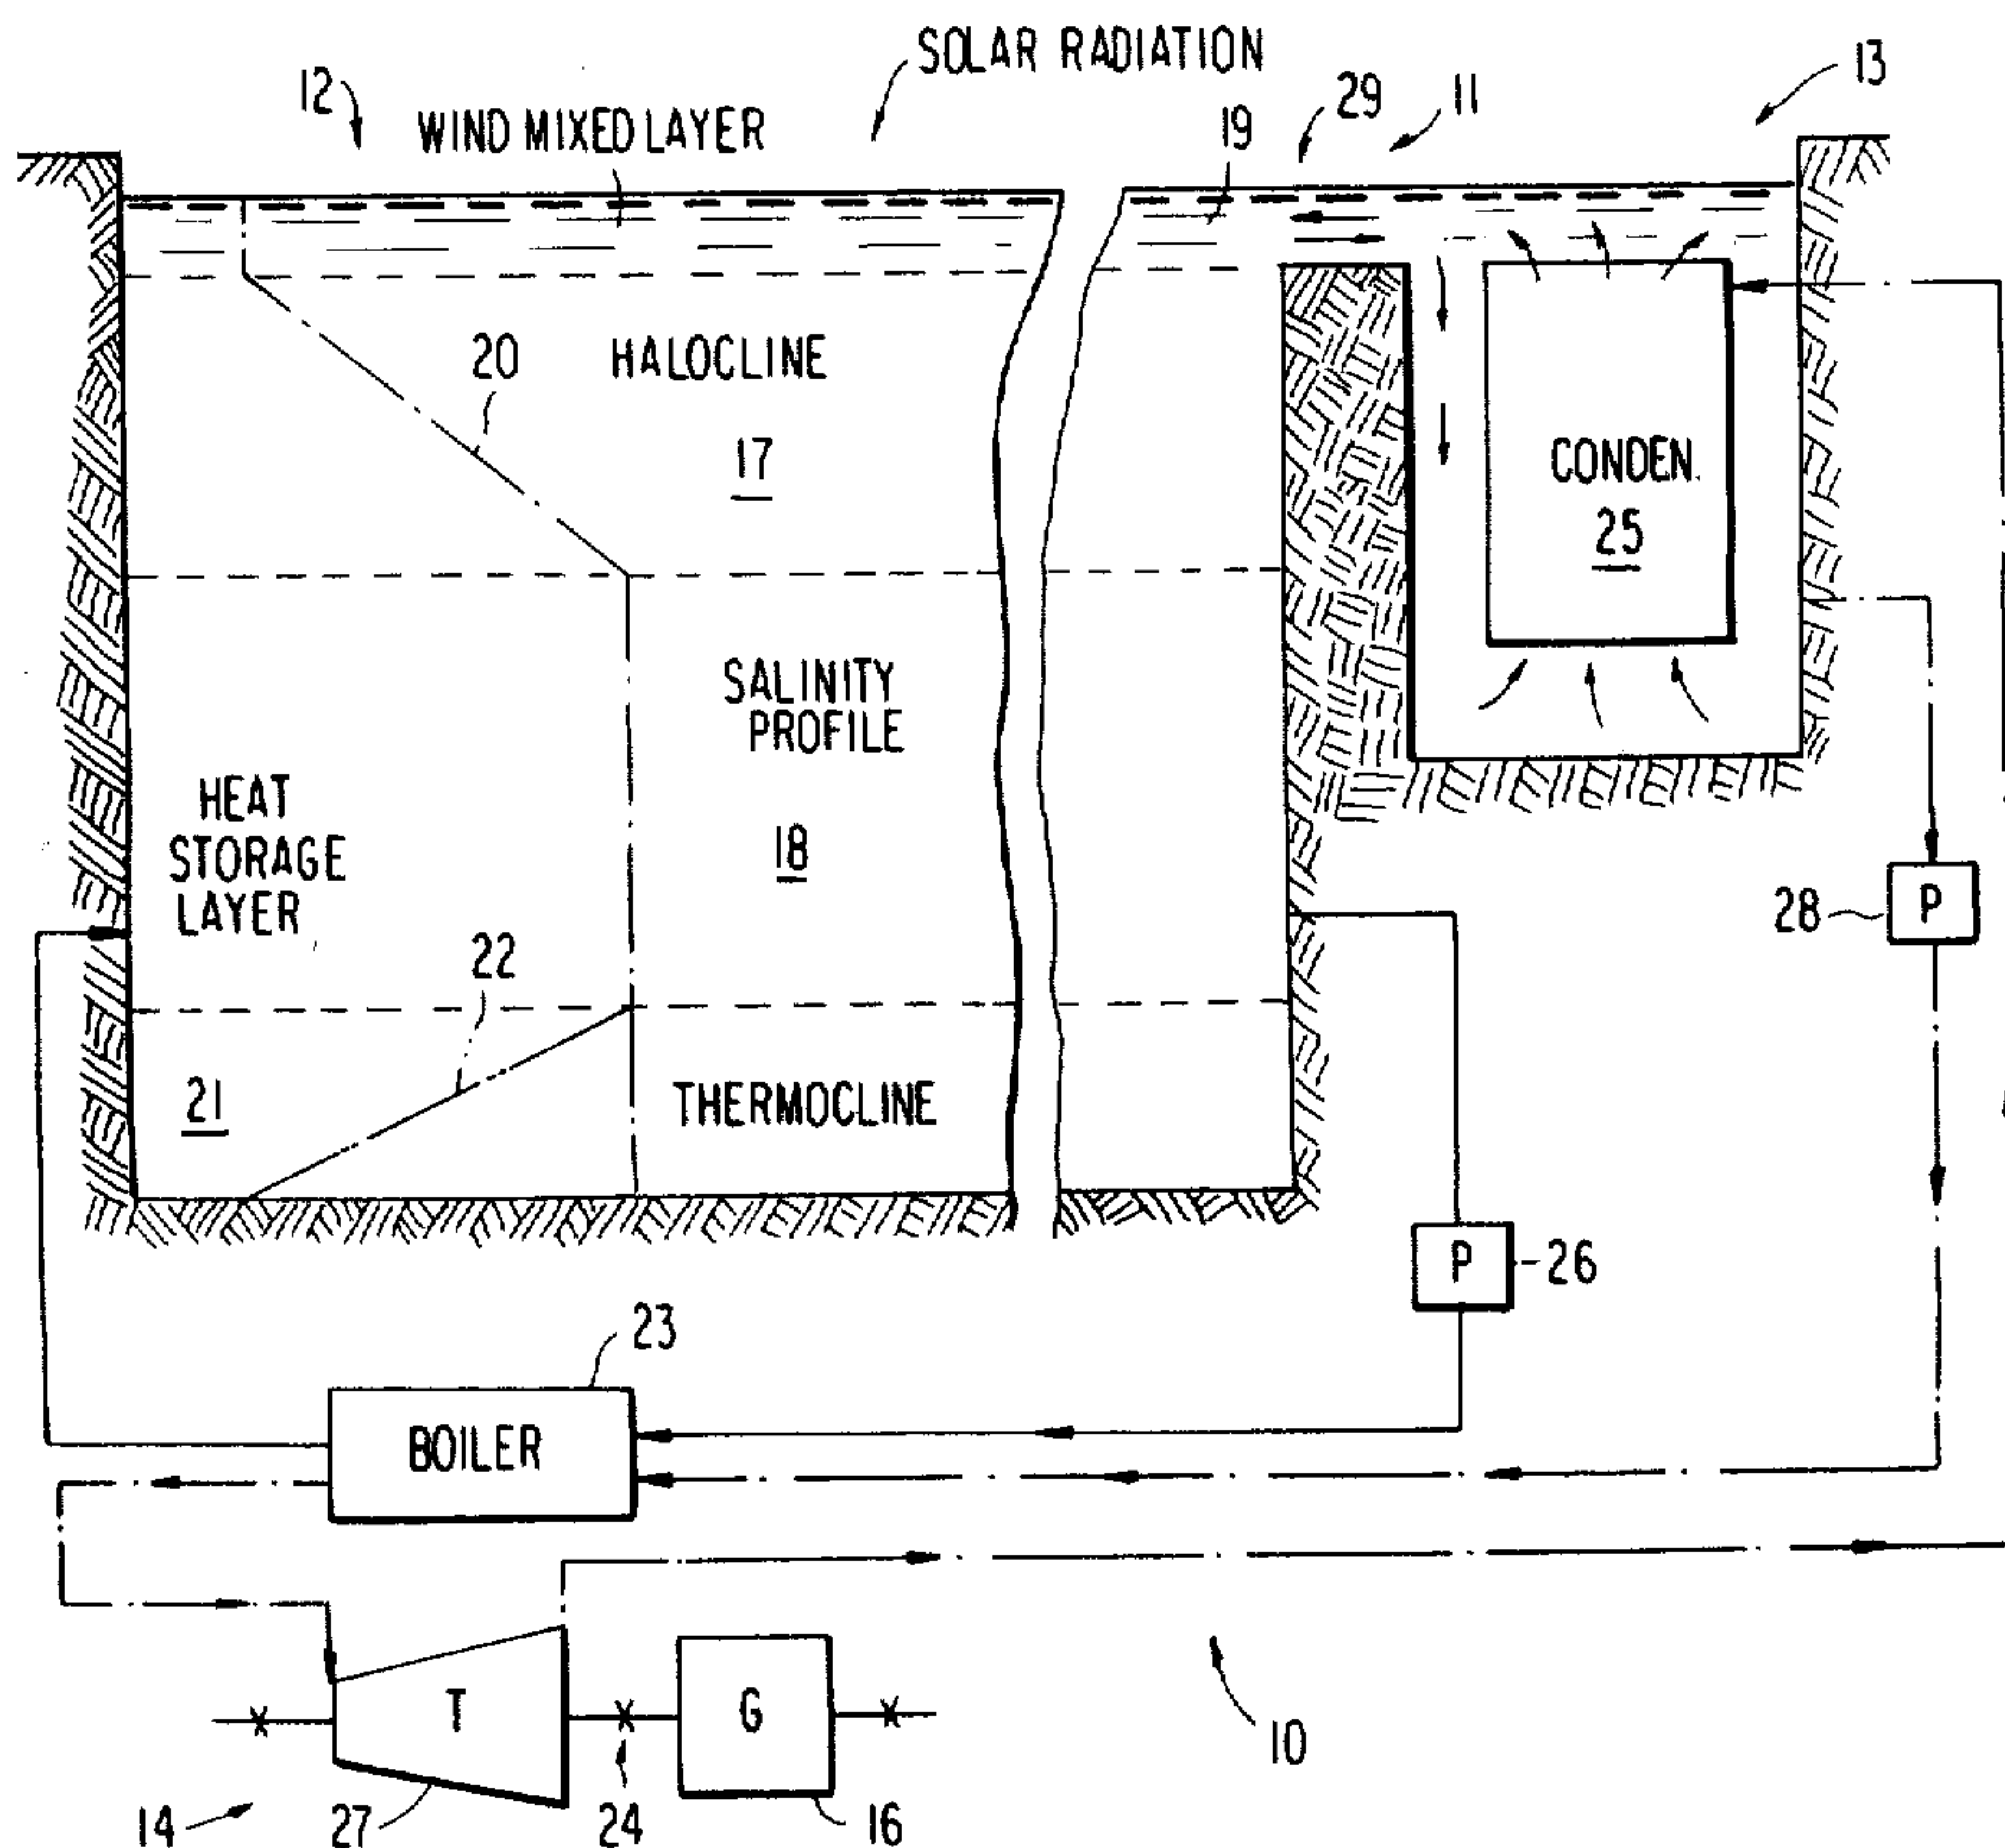 SOLAR RADIATION
12
WIND MIXED LAYER
19
29
11
13
20
HALOCLINE
17
CONDEN.
25
SALINITY
PROFILE
18
HEAT
STORAGE
LAYER
22
28
P
21
THERMOCLINE
P
26
23
BOILER
T
G
10
14
27
24
16